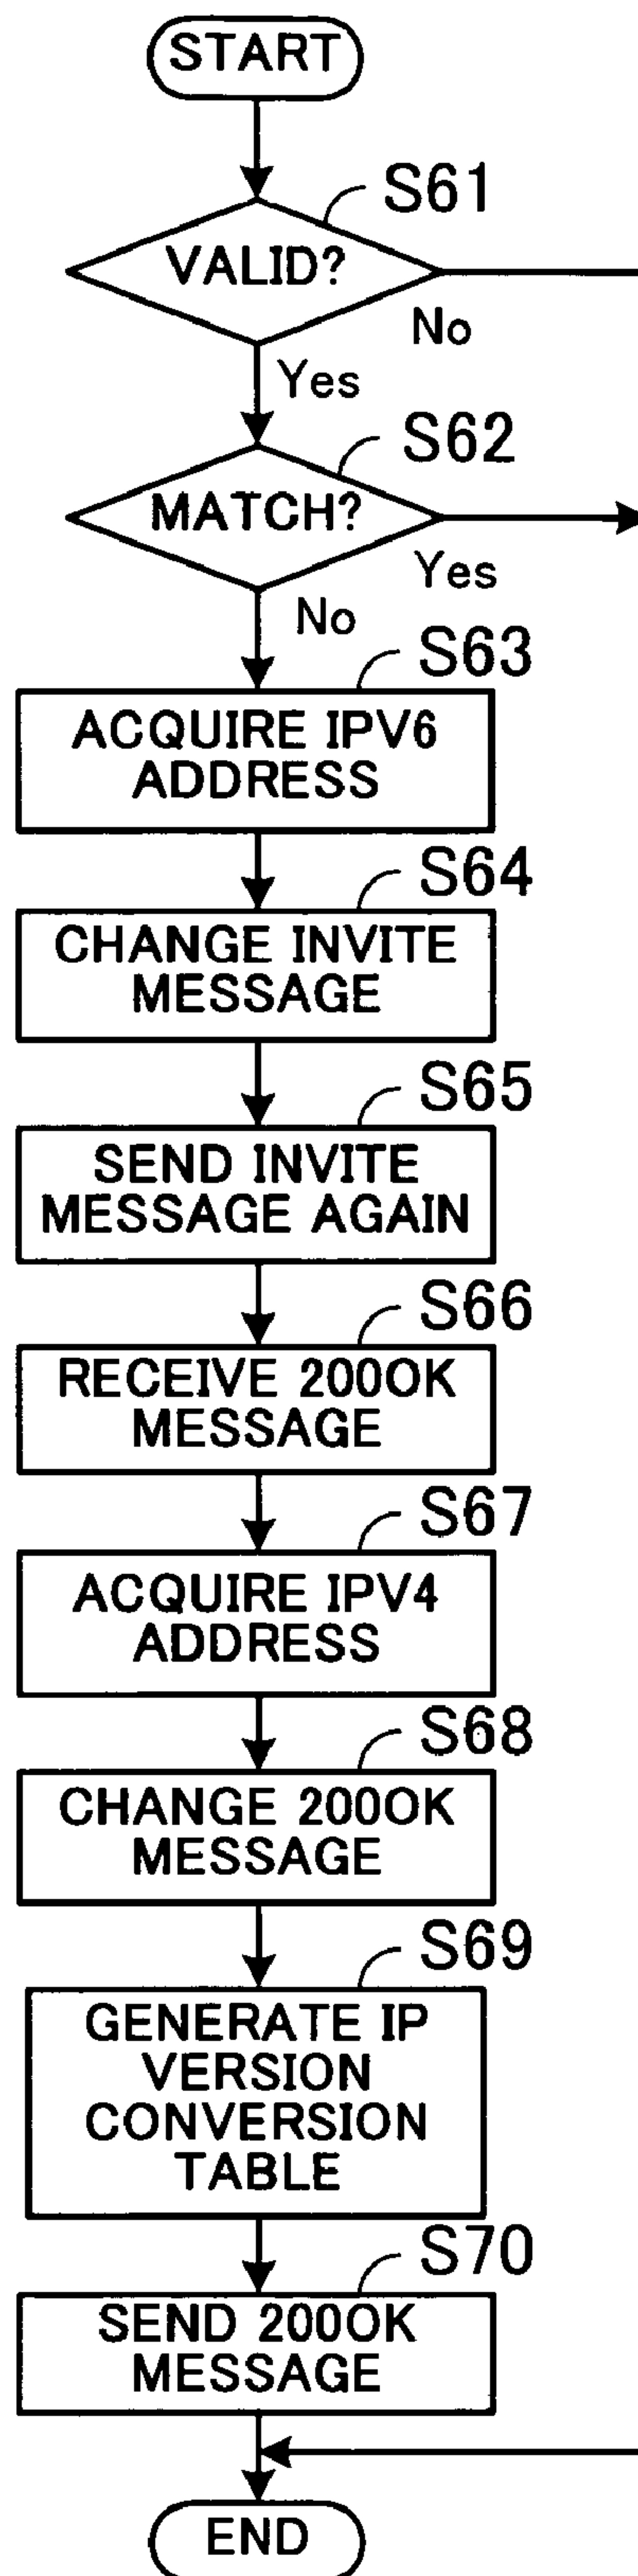 START
S61
VALID?
No
Yes
S62
MATCH?
Yes
No
S63
ACQUIRE IPV6
ADDRESS
S64
CHANGE INVITE
MESSAGE
S65
SEND INVITE
MESSAGE AGAIN
S66
RECEIVE 200OK
MESSAGE
S67
ACQUIRE IPV4
ADDRESS
S68
CHANGE 200OK
MESSAGE
S69
GENERATE IP
VERSION
CONVERSION
TABLE
S70
SEND 200OK
MESSAGE
END